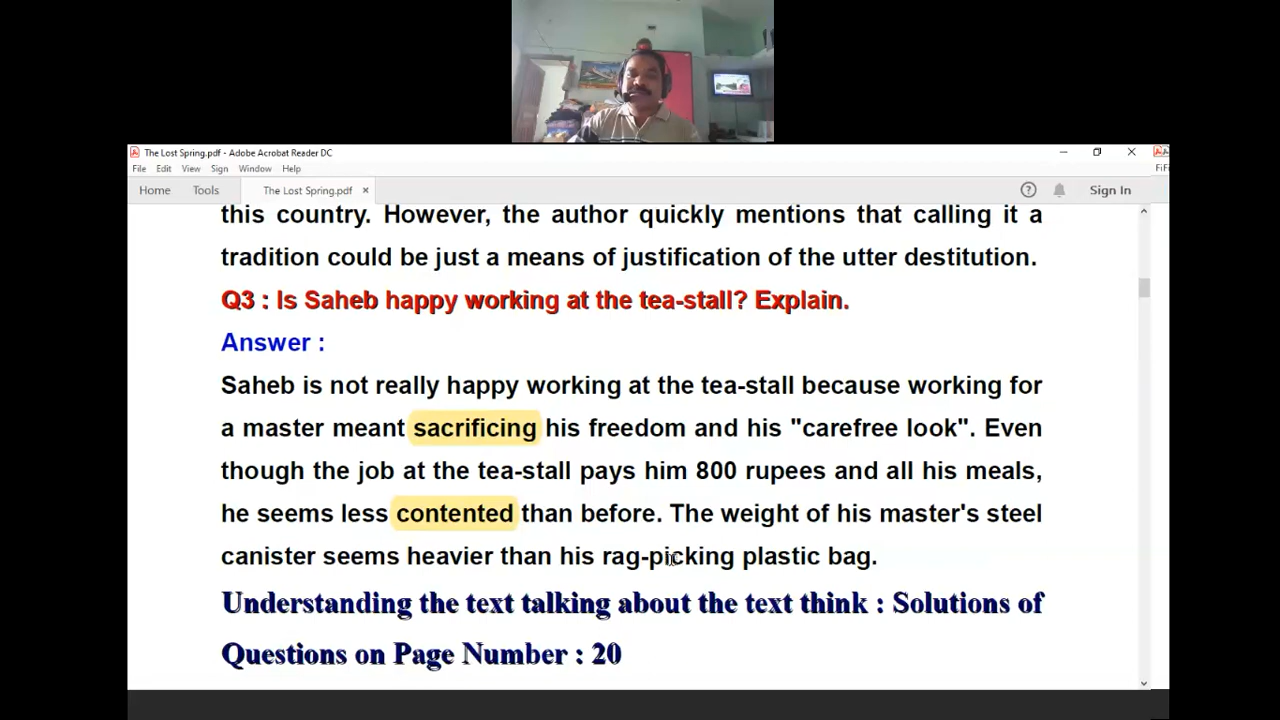 The Lost Spring.pdf - Adobe Acrobat Reader DC
File Edit View Sign Window Help
FiFi
Home Tools The Lost Spring.pdf × ? Sign In
this country. However, the author quickly mentions that calling it a
tradition could be just a means of justification of the utter destitution.
Q3 : Is Saheb happy working at the tea-stall? Explain.
Answer :
Saheb is not really happy working at the tea-stall because working for
a master meant sacrificing his freedom and his "carefree look". Even
though the job at the tea-stall pays him 800 rupees and all his meals,
he seems less contented than before. The weight of his master's steel
canister seems heavier than his rag-picking plastic bag.
Understanding the text talking about the text think : Solutions of
Questions on Page Number : 20